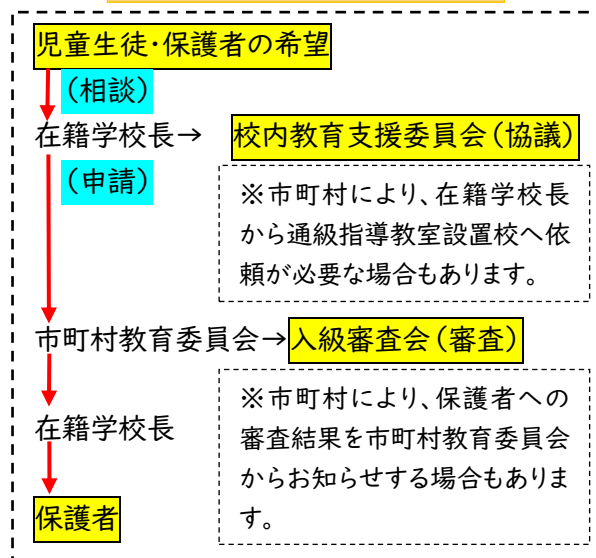 児童生徒・保護者の希望
（相談）
在籍学校長→ 校内教育支援委員会（協議）
（申請）
※市町村により、在籍学校長
から通級指導教室設置校へ依
頼が必要な場合もあります。
市町村教育委員会→入級審査会（審査）
※市町村により、保護者への
審査結果を市町村教育委員会
からお知らせする場合もありま
す。
在籍学校長
保護者